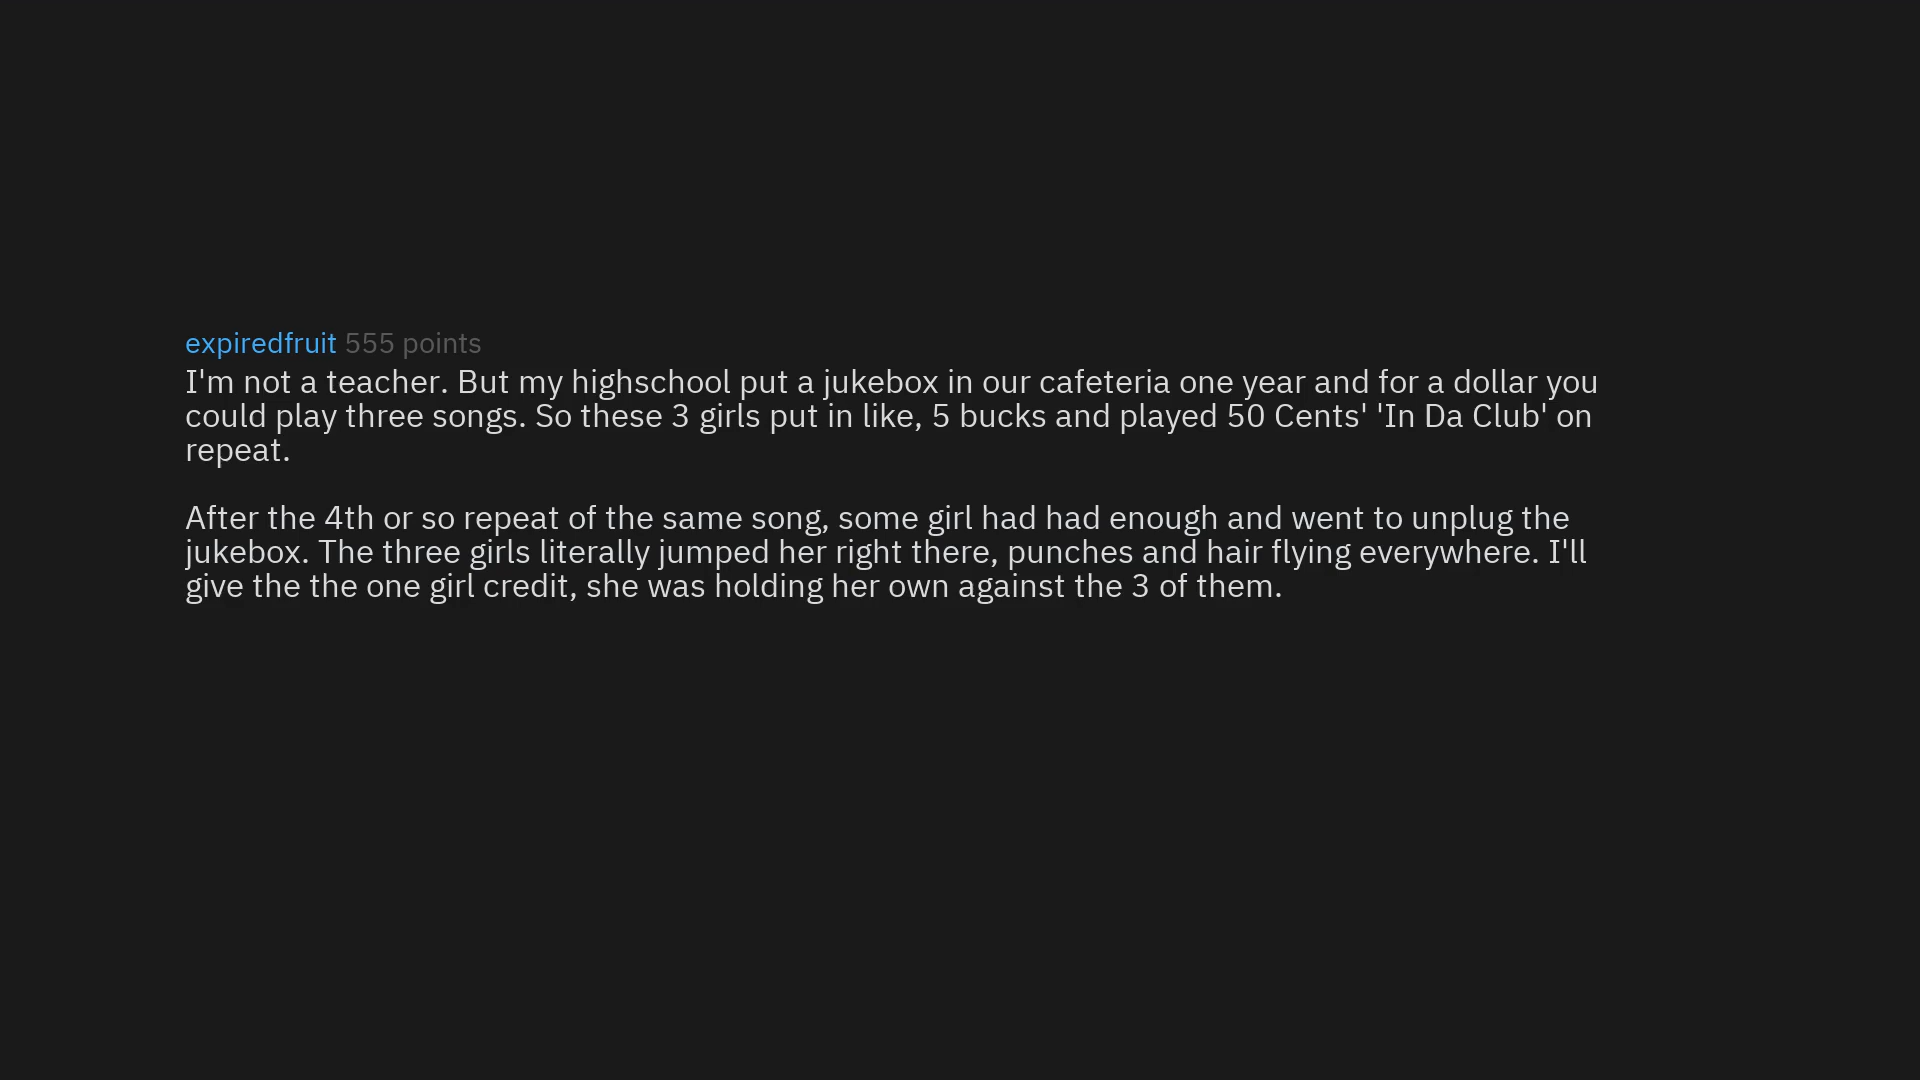 expiredfruit 555 points
I'm not a teacher. But my highschool put a jukebox in our cafeteria one year and for a dollar you
could play three songs. So these 3 girls put in like, 5 bucks and played 50 Cents' 'In Da Club' on
repeat.
After the 4th or so repeat of the same song, some girl had had enough and went to unplug the
jukebox. The three girls literally jumped her right there, punches and hair flying everywhere. I'll
give the the one girl credit, she was holding her own against the 3 of them.